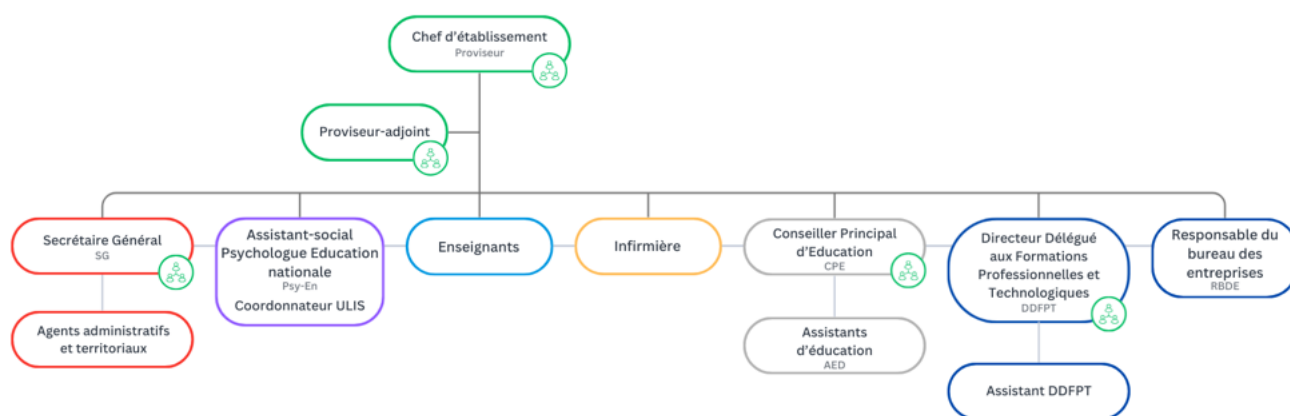 Chef d'établissement
Proviseur
Proviseur-adjoint
Secrétaire Général
SG
Assistant-social
Psychologue Education
nationale
Psy-En
Coordonnateur ULIS
Enseignants
Infirmière
Conseiller Principal
d'Education
CPE
Directeur Délégué
aux Formations
Professionnelles et
Technologiques
DDFPT
Responsable du
bureau des
entreprises
RBDE
Agents administratifs
et territoriaux
Assistants
d'éducation
AED
Assistant DDFPT